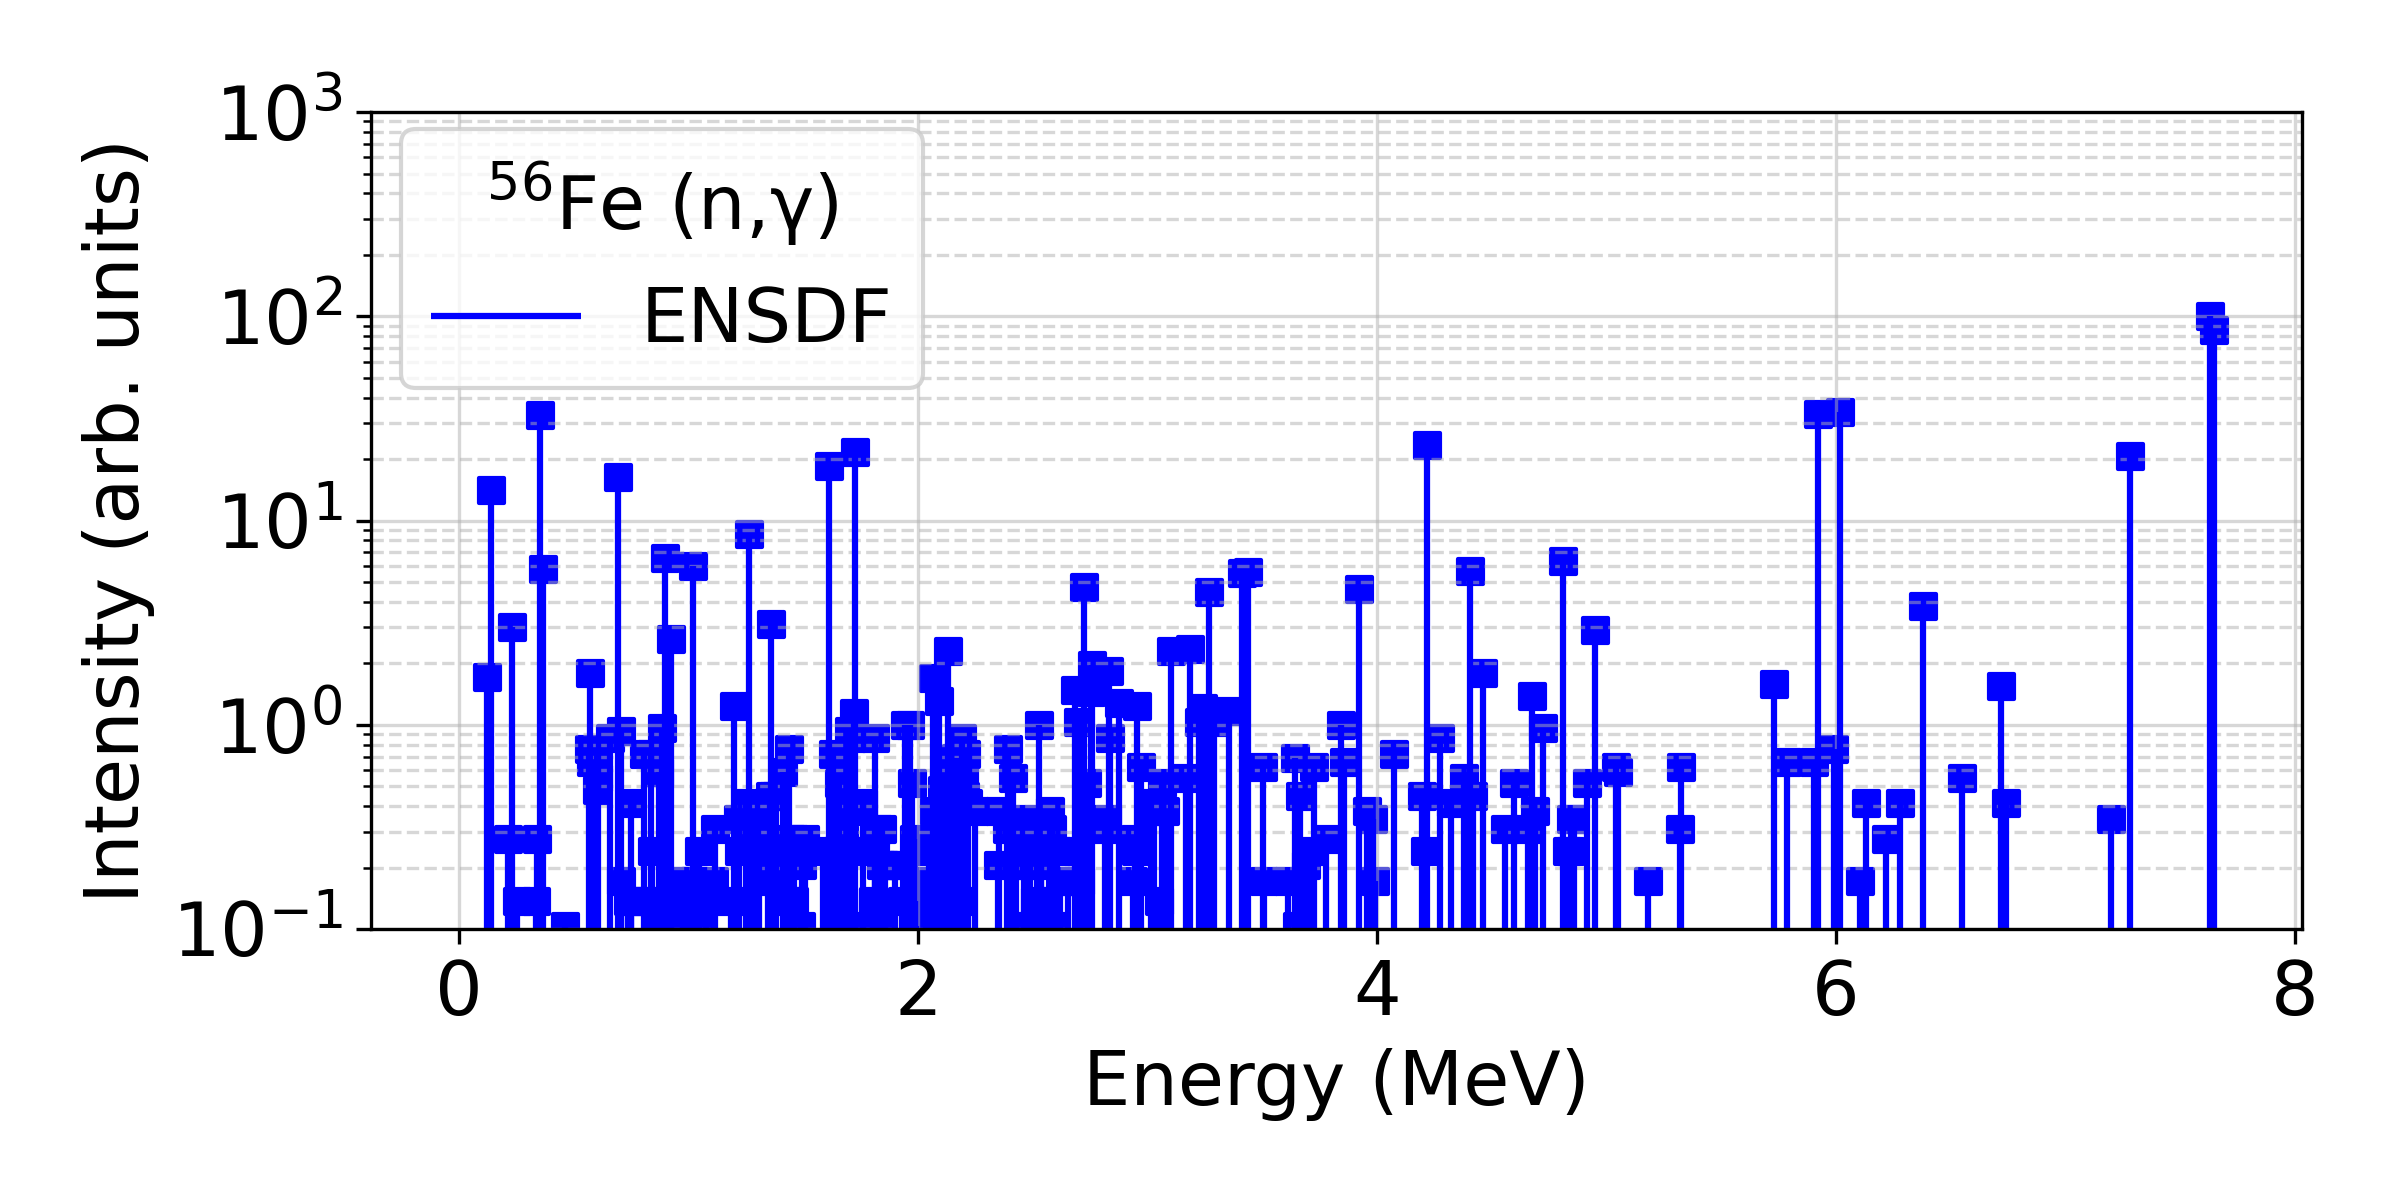 10³
10²
10¹
10⁰
10⁻¹
Intensity (arb. units)
⁵⁶Fe (n,γ)
ENSDF
0 2 4 6 8
Energy (MeV)